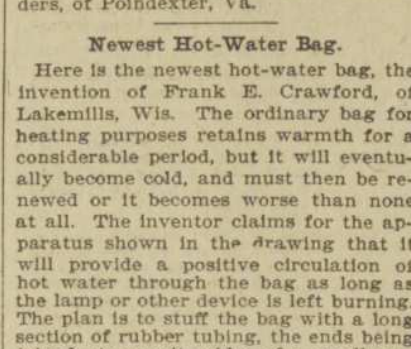 ders, of Poindexter, Va.
Newest Hot-Water Bag.
Here is the newest hot-water bag, the
invention of Frank E. Crawford, of
Lakemills, Wis. The ordinary bag for
heating purposes retains warmth for a
considerable period, but it will eventu-
ally become cold, and must then be re-
newed or it becomes worse than none
at all. The inventor claims for the ap-
paratus shown in the drawing that it
will provide a positive circulation of
hot water through the bag as long as
the lamp or other device is left burning.
The plan is to stuff the bag with a long
section of rubber tubing, the ends being